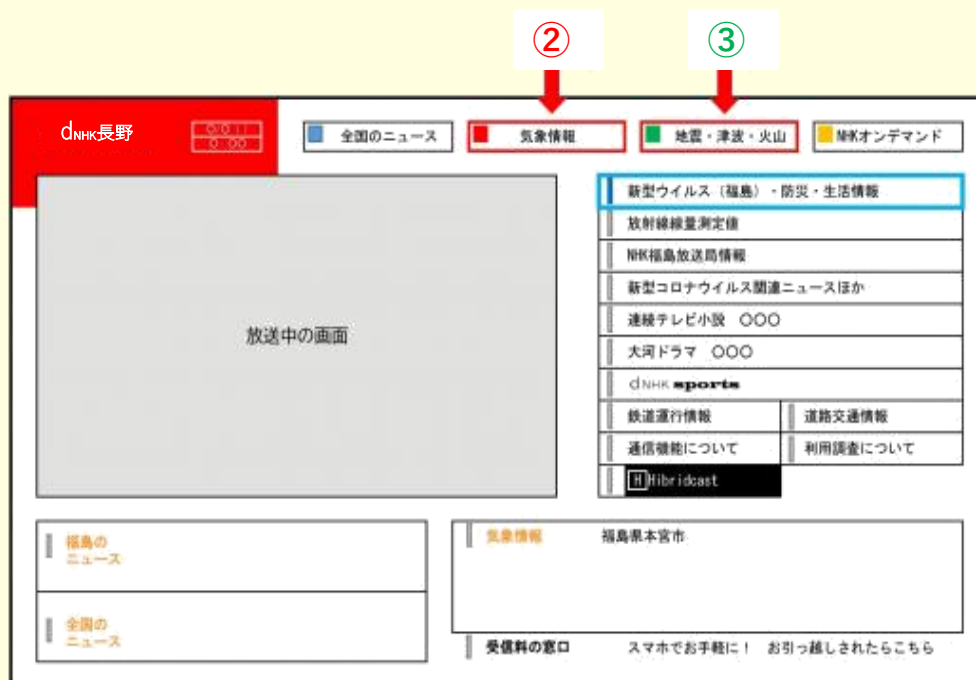 ②
③
dNHK長野
全国のニュース
気象情報
地震・津波・火山
NHKオンデマンド
放送中の画面
新型ウイルス（福島）・防災・生活情報
放射線線量測定値
NHK福島放送局情報
新型コロナウイルス関連ニュースほか
連続テレビ小説 〇〇〇
大河ドラマ 〇〇〇
dNHK sports
鉄道運行情報
道路交通情報
通信機能について
利用調査について
HHibridcast
福島の
ニュース
全国の
ニュース
気象情報
福島県本宮市
受信料の窓口
スマホでお手軽に！ お引っ越しされたらこちら